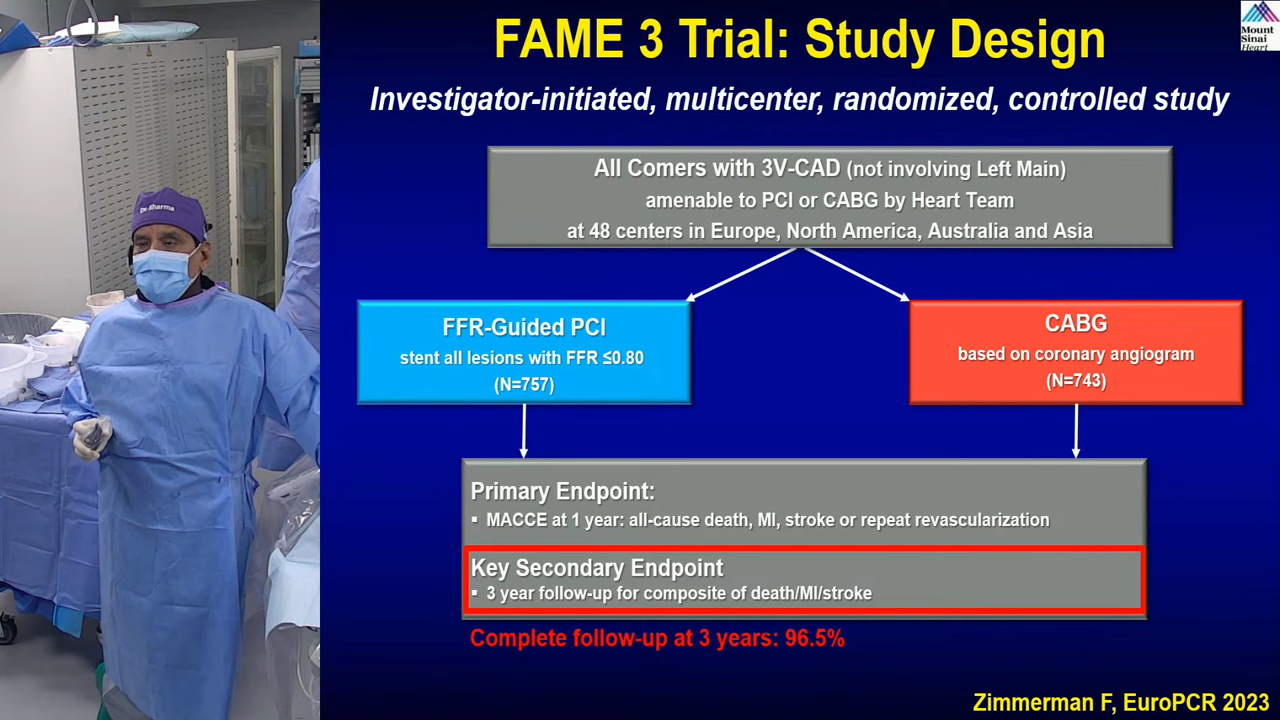 Dr. Sharma
FAME 3 Trial: Study Design
Mount
Sinai
Heart
Investigator-initiated, multicenter, randomized, controlled study
All Comers with 3V-CAD (not involving Left Main)
amenable to PCI or CABG by Heart Team
at 48 centers in Europe, North America, Australia and Asia
FFR-Guided PCI
stent all lesions with FFR ≤0.80
(N=757)
CABG
based on coronary angiogram
(N=743)
Primary Endpoint:
▪ MACCE at 1 year: all-cause death, MI, stroke or repeat revascularization
Key Secondary Endpoint
▪ 3 year follow-up for composite of death/MI/stroke
Complete follow-up at 3 years: 96.5%
Zimmerman F, EuroPCR 2023